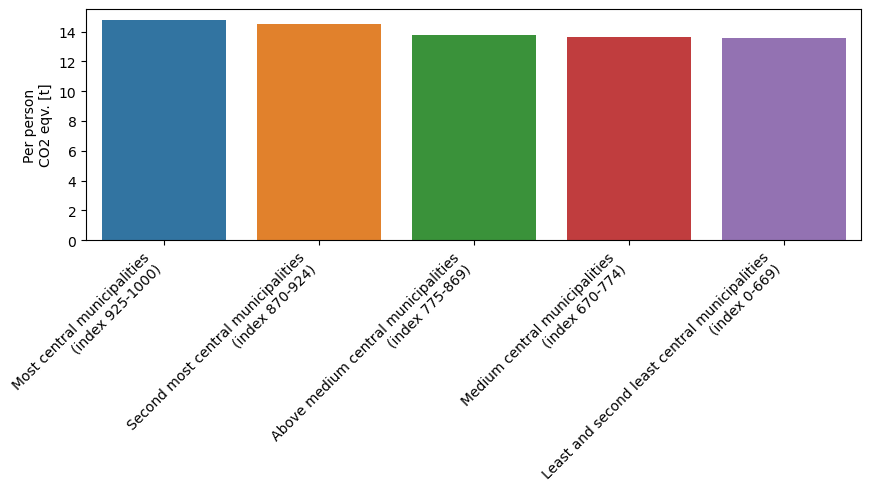 Per person
CO2 eqv. [t]
14
12
10
8
6
4
2
0
Most central municipalities
(index 925-1000)
Second most central municipalities
(index 870-924)
Above medium central municipalities
(index 775-869)
Medium central municipalities
(index 670-774)
Least and second least central municipalities
(index 0-669)